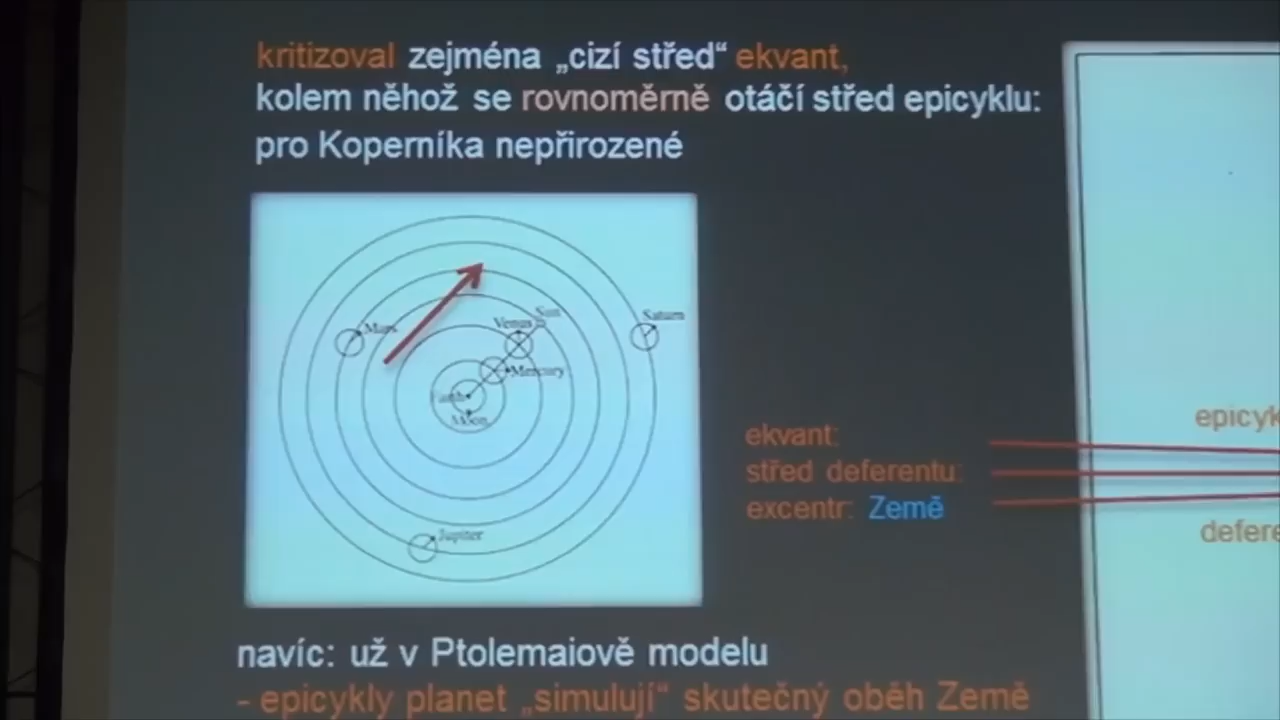 kritizoval zejména „cizí střed“ ekvant,
kolem něhož se rovnoměrně otáčí střed epicyklu:
pro Koperníka nepřirozené
Sun
Saturn
Venus
Mars
Mercury
Earth
Moon
Jupiter
ekvant:
střed deferentu:
excentr: Země
epicyk
defere
navíc: už v Ptolemaiově modelu
- epicykly planet „simulují“ skutečný oběh Země